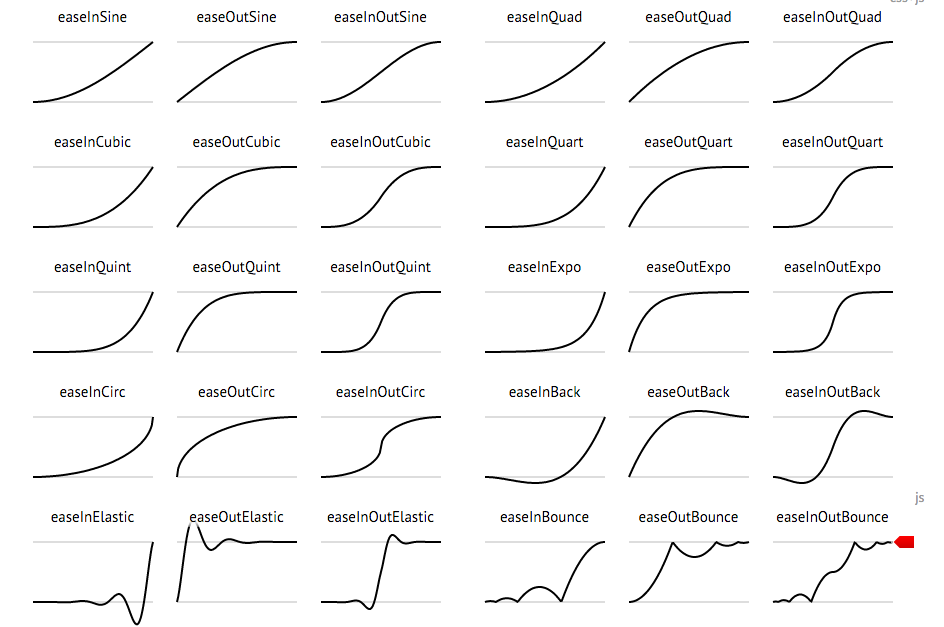 easeInSine easeOutSine easeInOutSine easeInQuad easeOutQuad easeInOutQuad
easeInCubic easeOutCubic easeInOutCubic easeInQuart easeOutQuart easeInOutQuart
easeInQuint easeOutQuint easeInOutQuint easeInExpo easeOutExpo easeInOutExpo
easeInCirc easeOutCirc easeInOutCirc easeInBack easeOutBack easeInOutBack
js
easeInElastic easeOutElastic easeInOutElastic easeInBounce easeOutBounce easeInOutBounce